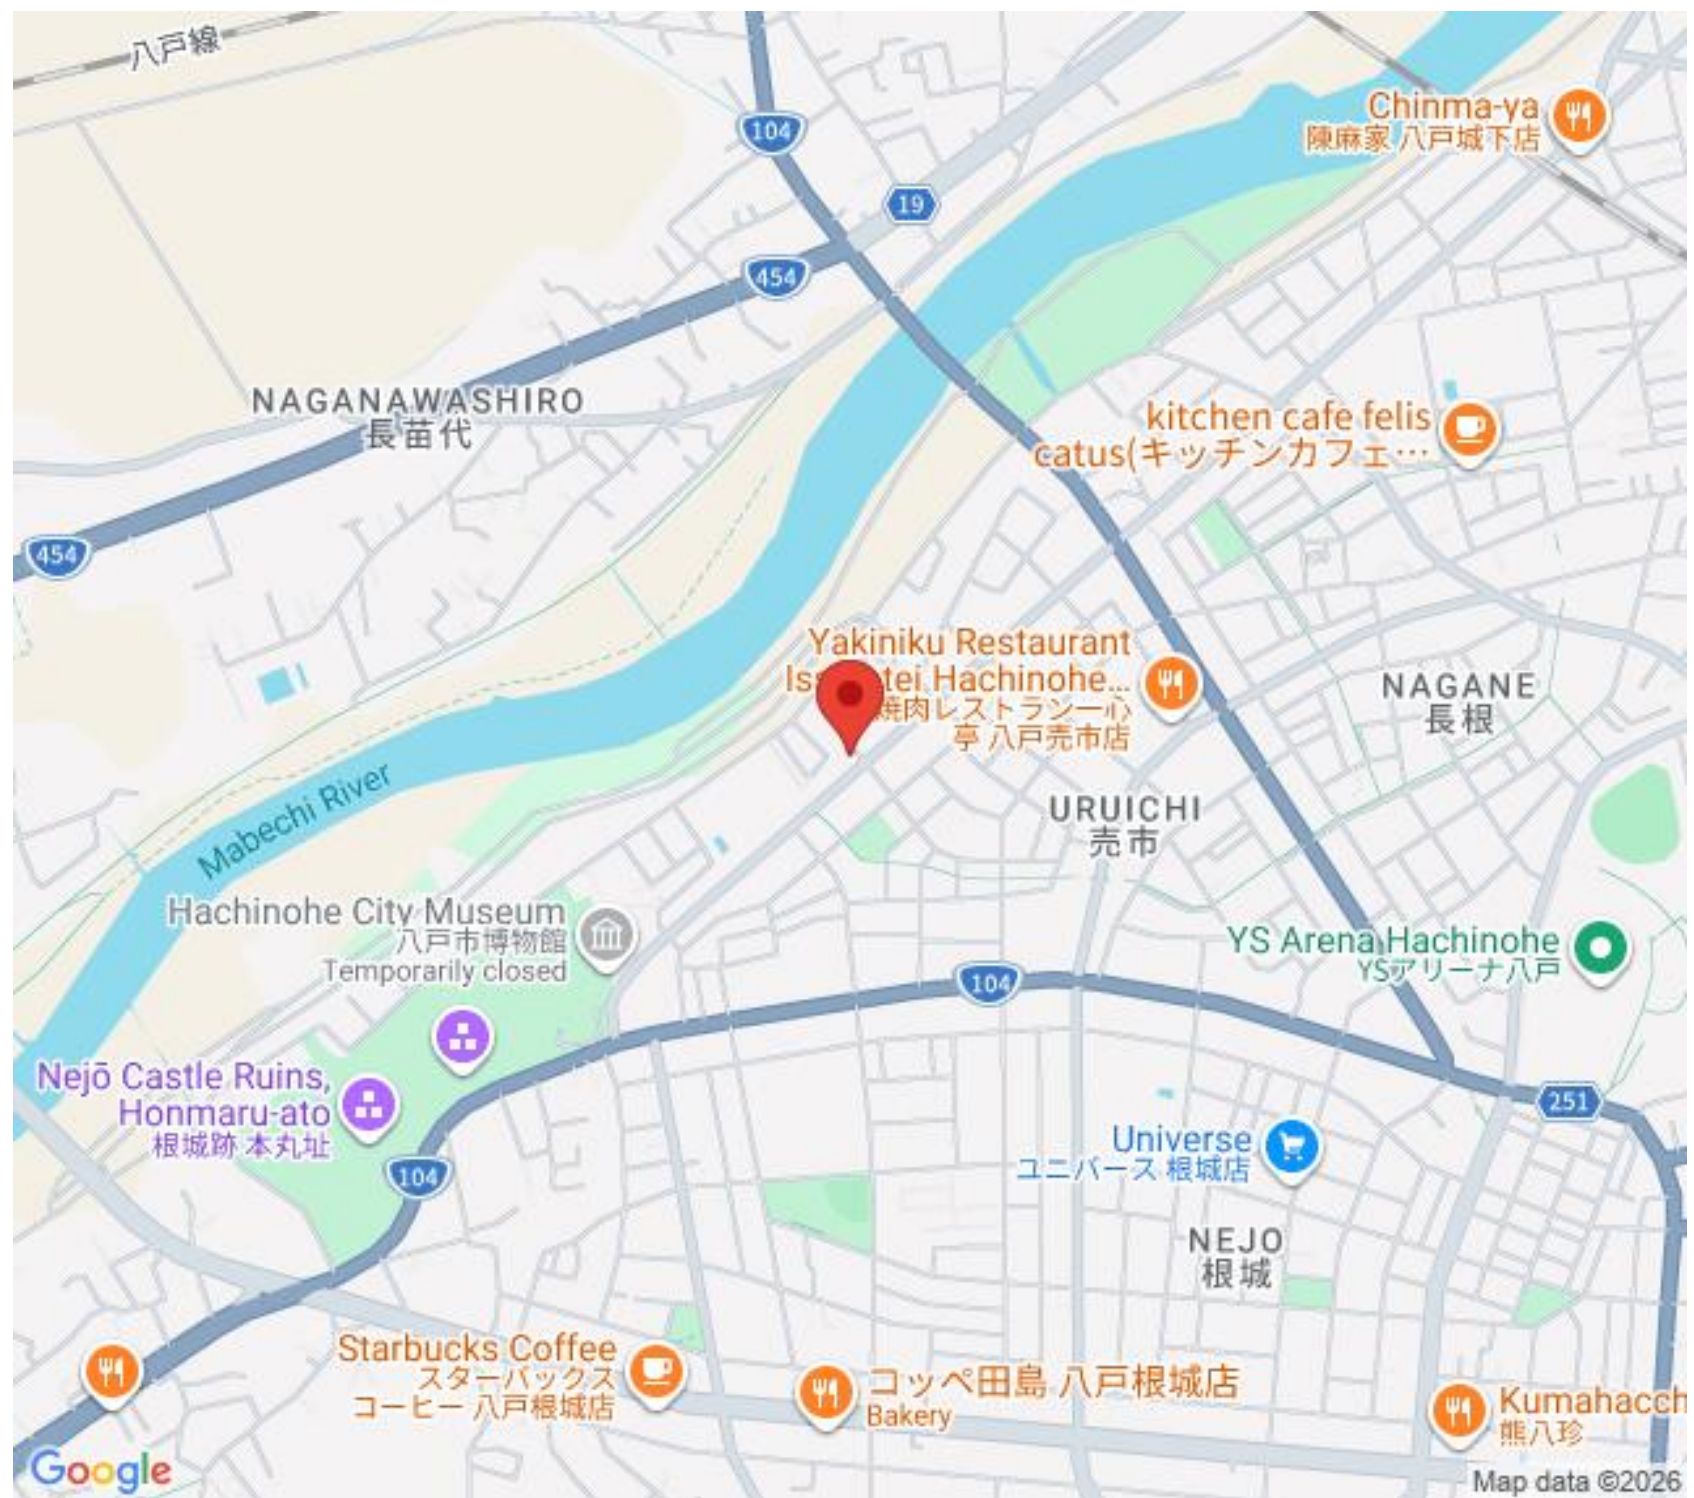 八戸線
104
19
Chinma-ya
陳麻家 八戸城下店
454
NAGANAWASHIRO
長苗代
kitchen cafe felis
catus(キッチンカフェ…
454
Yakiniku Restaurant
tei Hachinohe...
焼肉レストラン一心
亭 八戸売市店
NAGANE
長根
Mabechi River
URUICHI
売市
Hachinohe City Museum
八戸市博物館
Temporarily closed
YS Arena Hachinohe
YSアリーナ八戸
104
Nejō Castle Ruins,
Honmaru-ato
根城跡 本丸址
251
104
Universe
ユニバース 根城店
NEJO
根城
Starbucks Coffee
スターバックス
コーヒー 八戸根城店
コッペ田島 八戸根城店
Bakery
Kumahacch
熊八珍
Google
Map data ©2026